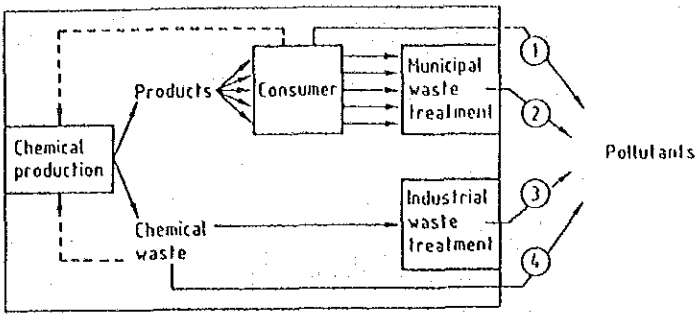 1
Municipal
waste
treatment
Products
Consumer
2
Chemical
production
Pollutants
Industrial
waste
treatment
3
Chemical
waste
4